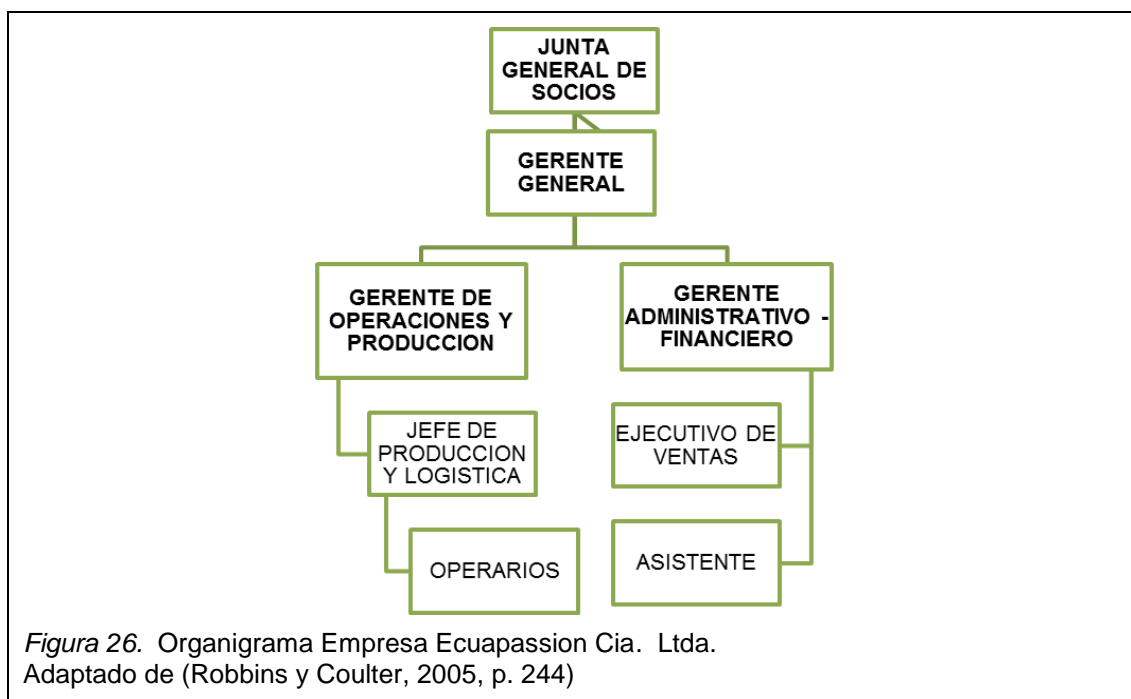 JUNTA
GENERAL DE
SOCIOS
GERENTE
GENERAL
GERENTE DE
OPERACIONES Y
PRODUCCION
GERENTE
ADMINISTRATIVO -
FINANCIERO
JEFE DE
PRODUCCION
Y LOGISTICA
EJECUTIVO DE
VENTAS
OPERARIOS
ASISTENTE
Figura 26. Organigrama Empresa Ecuapassion Cia. Ltda.
Adaptado de (Robbins y Coulter, 2005, p. 244)